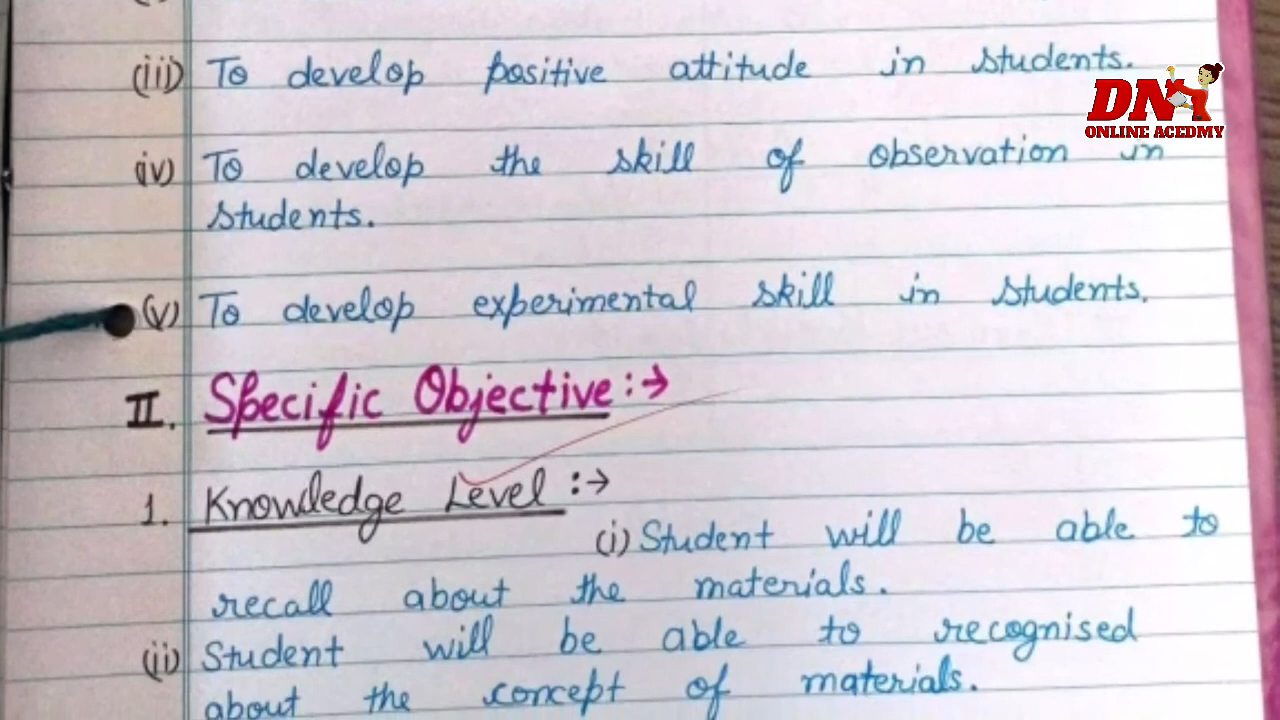 (iii) To develop positive attitude in students.
DN
ONLINE ACEDMY
(iv) To develop the skill of observation in
students.
(v) To develop experimental skill in students.
II. Specific Objective :→
1. Knowledge Level :→
(i) Student will be able to
recall about the materials.
(ii) Student will be able to recognised
about the concept of materials.